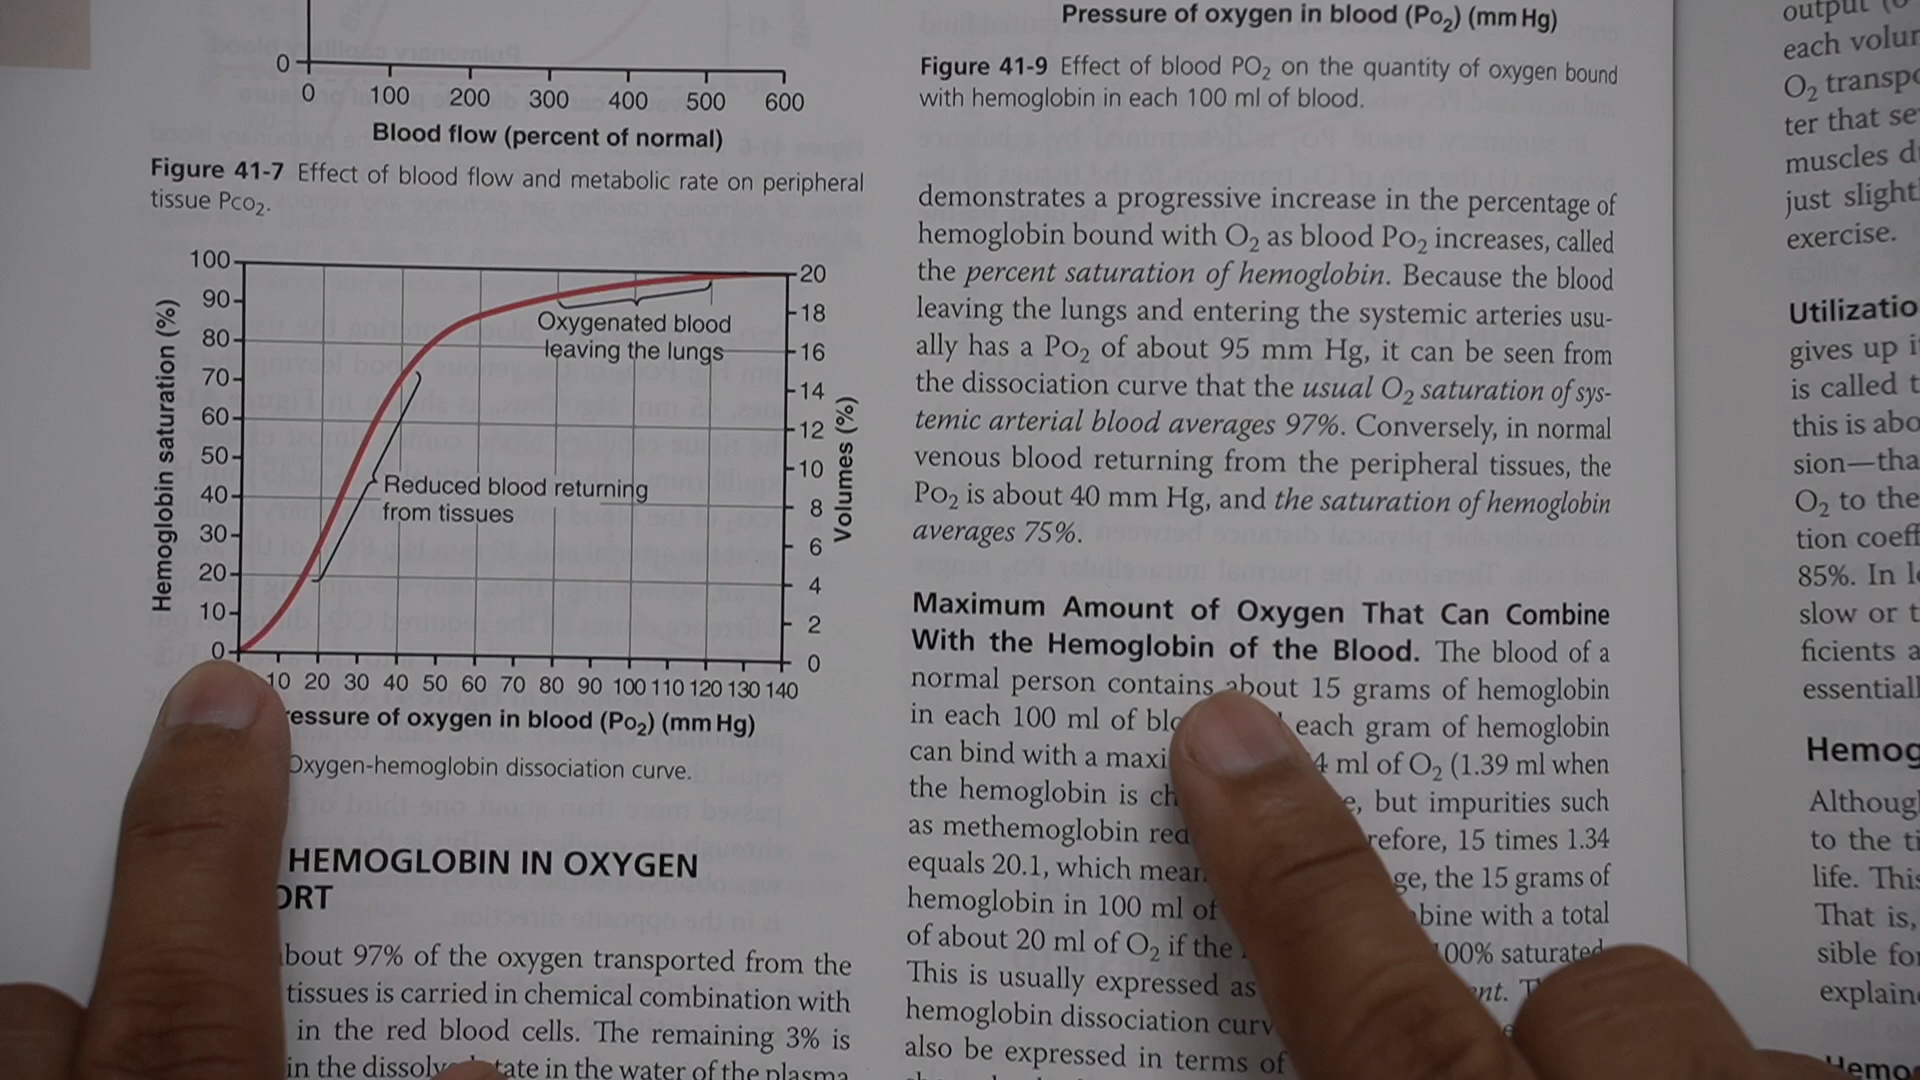 0
0 100 200 300 400 500 600
Blood flow (percent of normal)
Figure 41-7 Effect of blood flow and metabolic rate on peripheral
tissue PCO2.
100
90
80
70
60
50
40
30
20
10
0
Hemoglobin saturation (%)
Oxygenated blood
leaving the lungs
Reduced blood returning
from tissues
20
18
16
14
12
10
8
6
4
2
0
Volumes (%)
10 20 30 40 50 60 70 80 90 100 110 120 130 140
essure of oxygen in blood (PO2) (mm Hg)
Oxygen-hemoglobin dissociation curve.
HEMOGLOBIN IN OXYGEN
ORT
bout 97% of the oxygen transported from the
tissues is carried in chemical combination with
in the red blood cells. The remaining 3% is
in the dissolv tate in the water of the plasma
Pressure of oxygen in blood (PO2) (mm Hg)
Figure 41-9 Effect of blood PO2 on the quantity of oxygen bound
with hemoglobin in each 100 ml of blood.
demonstrates a progressive increase in the percentage of
hemoglobin bound with O2 as blood PO2 increases, called
the percent saturation of hemoglobin. Because the blood
leaving the lungs and entering the systemic arteries usu-
ally has a PO2 of about 95 mm Hg, it can be seen from
the dissociation curve that the usual O2 saturation of sys-
temic arterial blood averages 97%. Conversely, in normal
venous blood returning from the peripheral tissues, the
PO2 is about 40 mm Hg, and the saturation of hemoglobin
averages 75%.
Maximum Amount of Oxygen That Can Combine
With the Hemoglobin of the Blood. The blood of a
normal person contains about 15 grams of hemoglobin
in each 100 ml of blo each gram of hemoglobin
can bind with a maxi 4 ml of O2 (1.39 ml when
the hemoglobin is ch e, but impurities such
as methemoglobin red refore, 15 times 1.34
equals 20.1, which mean ge, the 15 grams of
hemoglobin in 100 ml of bine with a total
of about 20 ml of O2 if the 100% saturated
This is usually expressed as ent.
hemoglobin dissociation curv
also be expressed in terms of
output
each volum
O2 transpo
ter that se
muscles d
just slight
exercise.
Utilizatio
gives up i
is called t
this is abo
sion—tha
O2 to the
tion coeff
85%. In
slow or t
ficients a
essentiall
Hemog
Althoug
to the ti
life. This
That is,
sible for
explain
Hemo